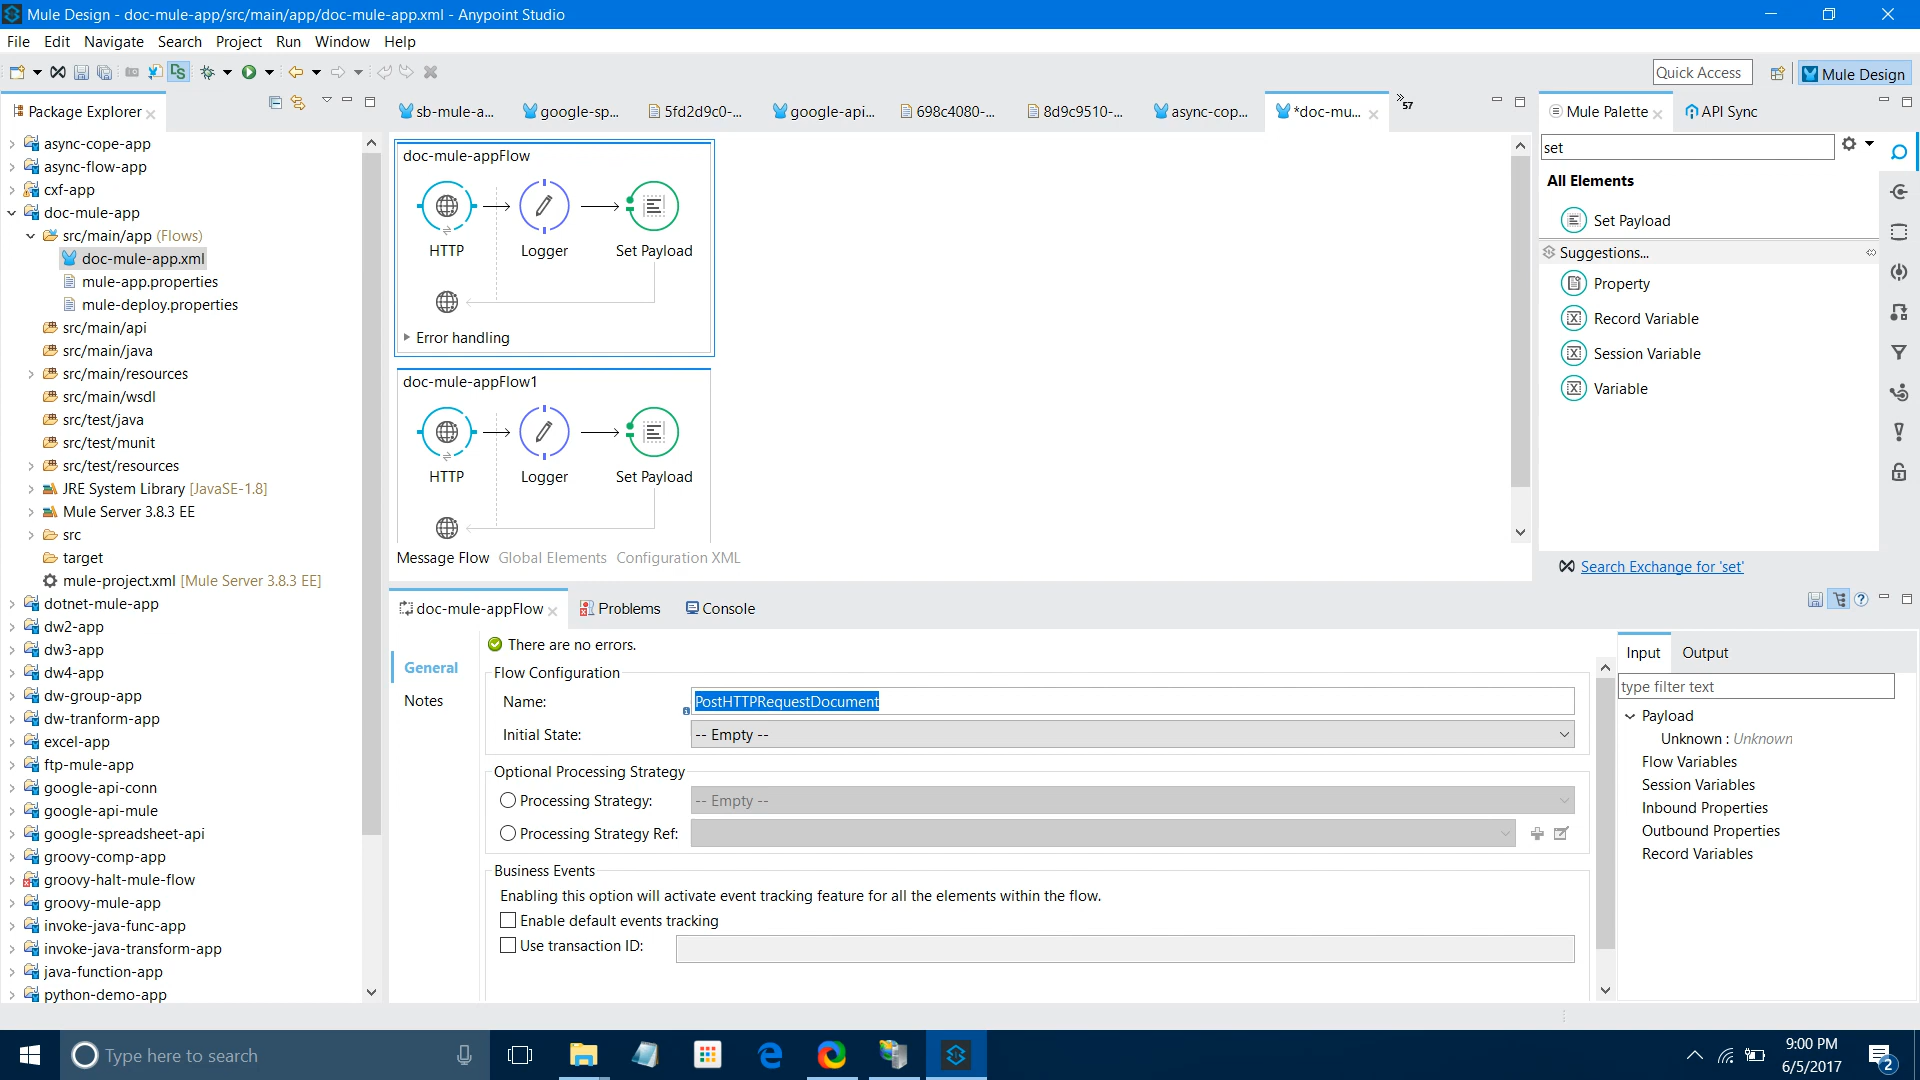 Mule Design - doc-mule-app/src/main/app/doc-mule-app.xml - Anypoint Studio
File Edit Navigate Search Project Run Window Help
Quick Access
Mule Design
Package Explorer
async-cope-app
async-flow-app
cxf-app
doc-mule-app
src/main/app (Flows)
doc-mule-app.xml
mule-app.properties
mule-deploy.properties
src/main/api
src/main/java
src/main/resources
src/main/wsdl
src/test/java
src/test/munit
src/test/resources
JRE System Library [JavaSE-1.8]
Mule Server 3.8.3 EE
src
target
mule-project.xml [Mule Server 3.8.3 EE]
dotnet-mule-app
dw2-app
dw3-app
dw4-app
dw-group-app
dw-tranform-app
excel-app
ftp-mule-app
google-api-conn
google-api-mule
google-spreadsheet-api
groovy-comp-app
groovy-halt-mule-flow
groovy-mule-app
invoke-java-func-app
invoke-java-transform-app
java-function-app
python-demo-app
sb-mule-a... google-sp... 5fd2d9c0-... google-api... 698c4080-... 8d9c9510-... async-cop... *doc-mu... 57
doc-mule-appFlow
HTTP Logger Set Payload
Error handling
doc-mule-appFlow1
HTTP Logger Set Payload
Message Flow Global Elements Configuration XML
Mule Palette API Sync
set
All Elements
Set Payload
Suggestions...
Property
Record Variable
Session Variable
Variable
Search Exchange for 'set'
doc-mule-appFlow Problems Console
General
Notes
There are no errors.
Flow Configuration
Name: PostHTTPRequestDocument
Initial State: -- Empty --
Optional Processing Strategy
Processing Strategy: -- Empty --
Processing Strategy Ref:
Business Events
Enabling this option will activate event tracking feature for all the elements within the flow.
Enable default events tracking
Use transaction ID:
Input Output
type filter text
Payload
Unknown : Unknown
Flow Variables
Session Variables
Inbound Properties
Outbound Properties
Record Variables
Type here to search
9:00 PM
6/5/2017
2